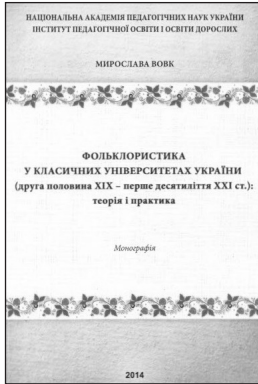 НАЦІОНАЛЬНА АКАДЕМІЯ ПЕДАГОГІЧНИХ НАУК УКРАЇНИ
ІНСТИТУТ ПЕДАГОГІЧНОЇ ОСВІТИ І ОСВІТИ ДОРОСЛИХ
МИРОСЛАВА ВОВК
ФОЛЬКЛОРИСТИКА
У КЛАСИЧНИХ УНІВЕРСИТЕТАХ УКРАЇНИ
(друга половина ХІХ – перше десятиліття ХХІ ст.):
теорія і практика
Монографія
2014